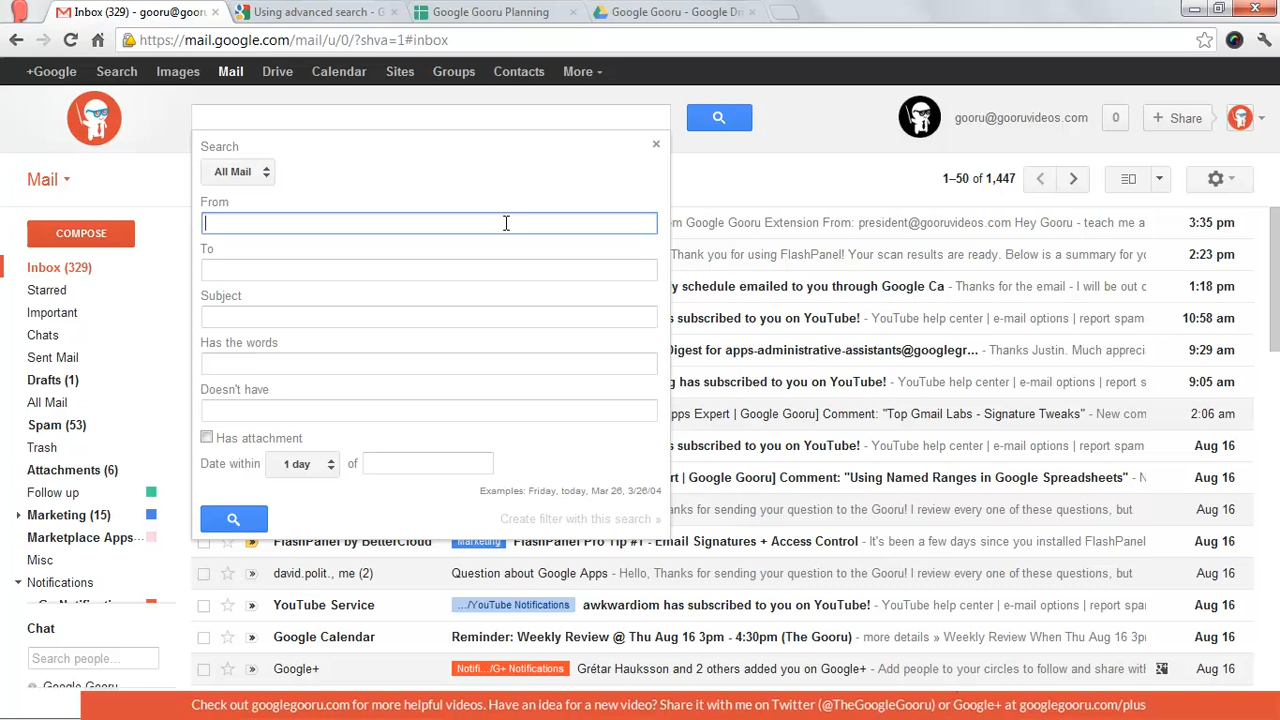 Inbox (329) - gooru@goor
Using advanced search - G
Google Gooru Planning
Google Gooru - Google Dri
https://mail.google.com/mail/u/0/?shva=1#inbox
+Google Search Images Mail Drive Calendar Sites Groups Contacts More
gooru@gooruvideos.com 0 + Share
Mail
1–50 of 1,447
Search
All Mail
From
To
Subject
Has the words
Doesn't have
Has attachment
Date within 1 day of
Examples: Friday, today, Mar 26, 3/26/04
Create filter with this search »
COMPOSE
Inbox (329)
Starred
Important
Chats
Sent Mail
Drafts (1)
All Mail
Spam (53)
Trash
Attachments (6)
Follow up
Marketing (15)
Marketplace Apps...
Misc
Notifications
Chat
Search people...
Google Gooru
Google Gooru Extension From: president@gooruvideos.com Hey Gooru - teach me a 3:35 pm
Thank you for using FlashPanel! Your scan results are ready. Below is a summary for yo 2:23 pm
schedule emailed to you through Google Ca - Thanks for the email - I will be out o 1:18 pm
subscribed to you on YouTube! - YouTube help center | e-mail options | report spam 10:58 am
Digest for apps-administrative-assistants@googlegr... - Thanks Justin. Much appreci 9:29 am
has subscribed to you on YouTube! - YouTube help center | e-mail options | report spam 9:05 am
Expert | Google Gooru] Comment: "Top Gmail Labs - Signature Tweaks" - New com 2:06 am
subscribed to you on YouTube! - YouTube help center | e-mail options | report spam Aug 16
Google Gooru] Comment: "Using Named Ranges in Google Spreadsheets" Aug 16
for sending your question to the Gooru! I review every one of these questions, but Aug 16
FlashPanel by BetterCloud Marketing FlashPanel Pro Tip #1 - Email Signatures + Access Control - It's been a few days since you installed FlashPanel Aug 16
david.polit., me (2) Question about Google Apps - Hello, Thanks for sending your question to the Gooru! I review every one of these questions, but Aug 16
YouTube Service .../YouTube Notifications awkwardiom has subscribed to you on YouTube! - YouTube help center | e-mail options | report spam Aug 16
Google Calendar Reminder: Weekly Review @ Thu Aug 16 3pm - 4:30pm (The Gooru) - more details » Weekly Review When Thu Aug 16 3p Aug 16
Google+ Notifi.../G+ Notifications Grétar Hauksson and 2 others added you on Google+ - Add people to your circles to follow and share with Aug 16
Check out googlegooru.com for more helpful videos. Have an idea for a new video? Share it with me on Twitter (@TheGoogleGooru) or Google+ at googlegooru.com/plus